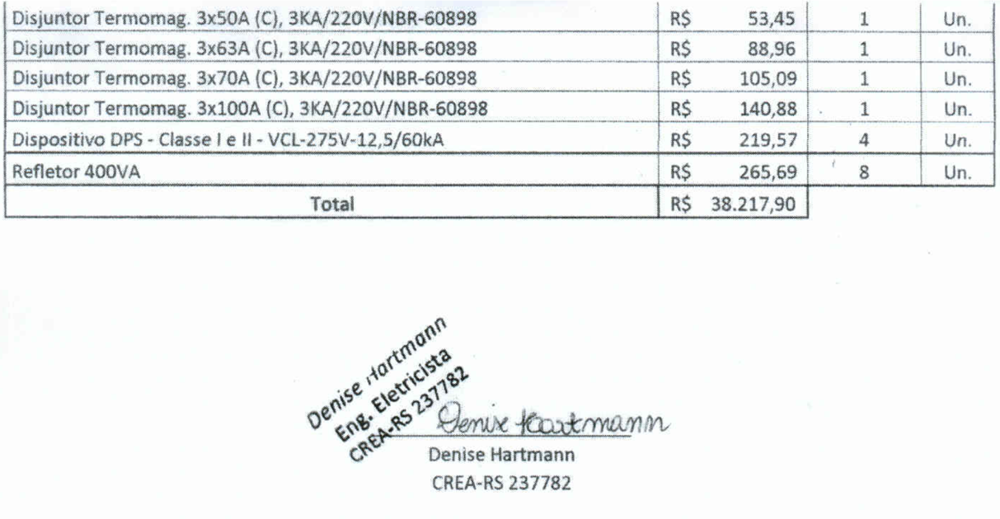 Disjuntor Termomag. 3x50A (C), 3KA/220V/NBR-60898 R$ 53,45 1 Un.
Disjuntor Termomag. 3x63A (C), 3KA/220V/NBR-60898 R$ 88,96 1 Un.
Disjuntor Termomag. 3x70A (C), 3KA/220V/NBR-60898 R$ 105,09 1 Un.
Disjuntor Termomag. 3x100A (C), 3KA/220V/NBR-60898 R$ 140,88 1 Un.
Dispositivo DPS - Classe I e II - VCL-275V-12,5/60kA R$ 219,57 4 Un.
Refletor 400VA R$ 265,69 8 Un.
Total R$ 38.217,90
Denise Hartmann
Eng. Eletricista
CREA-RS 237782
Denise Hartmann
Denise Hartmann
CREA-RS 237782